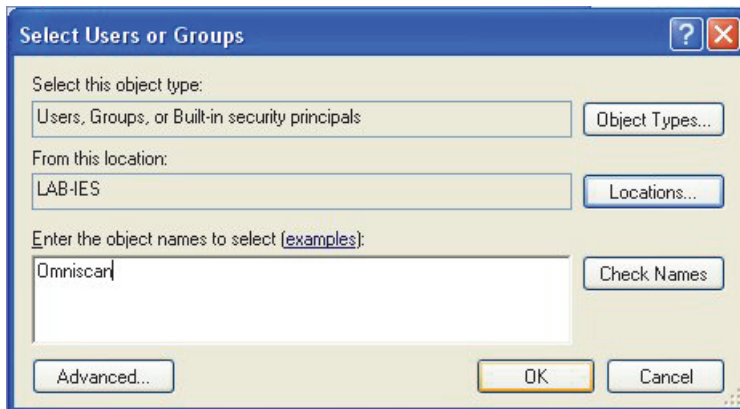 Select Users or Groups
Select this object type:
Users, Groups, or Built-in security principals
Object Types...
From this location:
LAB-IES
Locations...
Enter the object names to select (examples):
Omniscan
Check Names
Advanced...
OK
Cancel